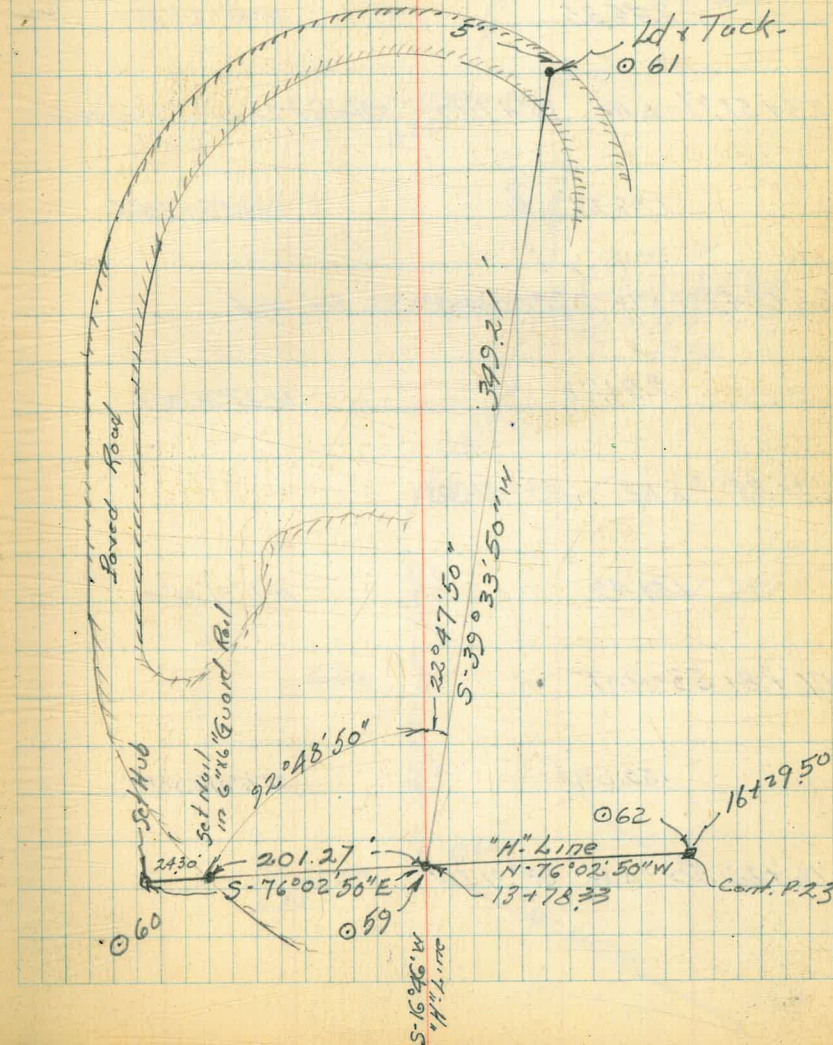 5'
Ld & Tack.
⊙ 61
349.21'
S-39°33'50"W
22°47'50"
Paved Road
Set Nail
in 6"x6" Guard Rail
92°48'50"
Set Hub
24.30'
201.27'
S-76°02'50"E
⊙60
⊙59
"H" Line
N-76°02'50"W
13+78.33
⊙62
16+29.50
Cont. P. 23
"H" Line